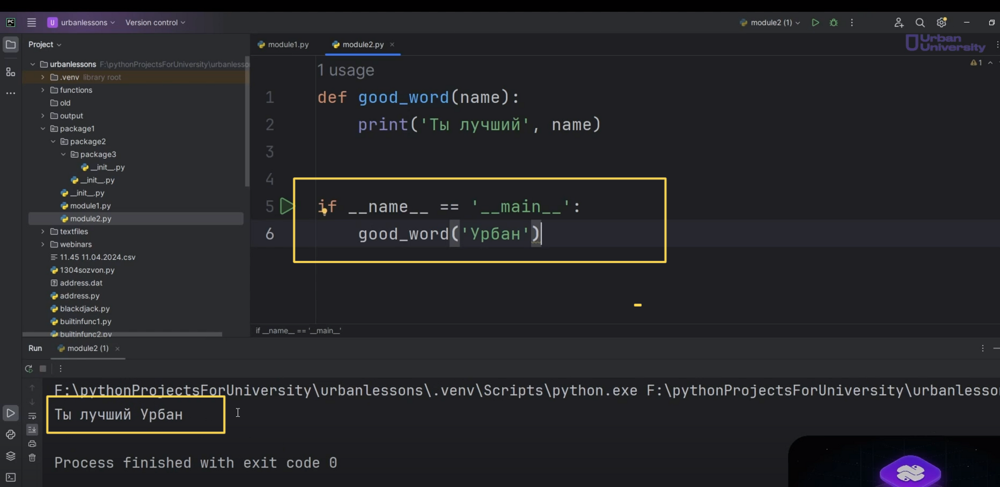 PC
U urbanlessons
Version control
module2 (1)
Project
module1.py
module2.py
Urban University
urbanlessons F:\pythonProjectsForUniversity\urbanlesso
.venv library root
functions
old
output
package1
package2
package3
__init__.py
__init__.py
__init__.py
module1.py
module2.py
textfiles
webinars
11.45 11.04.2024.csv
1304sozvon.py
address.dat
address.py
blackdjack.py
builtinfunc1.py
builtinfunc2.py
1 usage
1
1 def good_word(name):
2 print('Ты лучший', name)
3
4
5 if __name__ == '__main__':
6 good_word('Урбан')
if __name__ == '__main__'
Run
module2 (1)
F:\pythonProjectsForUniversity\urbanlessons\.venv\Scripts\python.exe F:\pythonProjectsForUniversity\urbanlesso
Ты лучший Урбан
Process finished with exit code 0